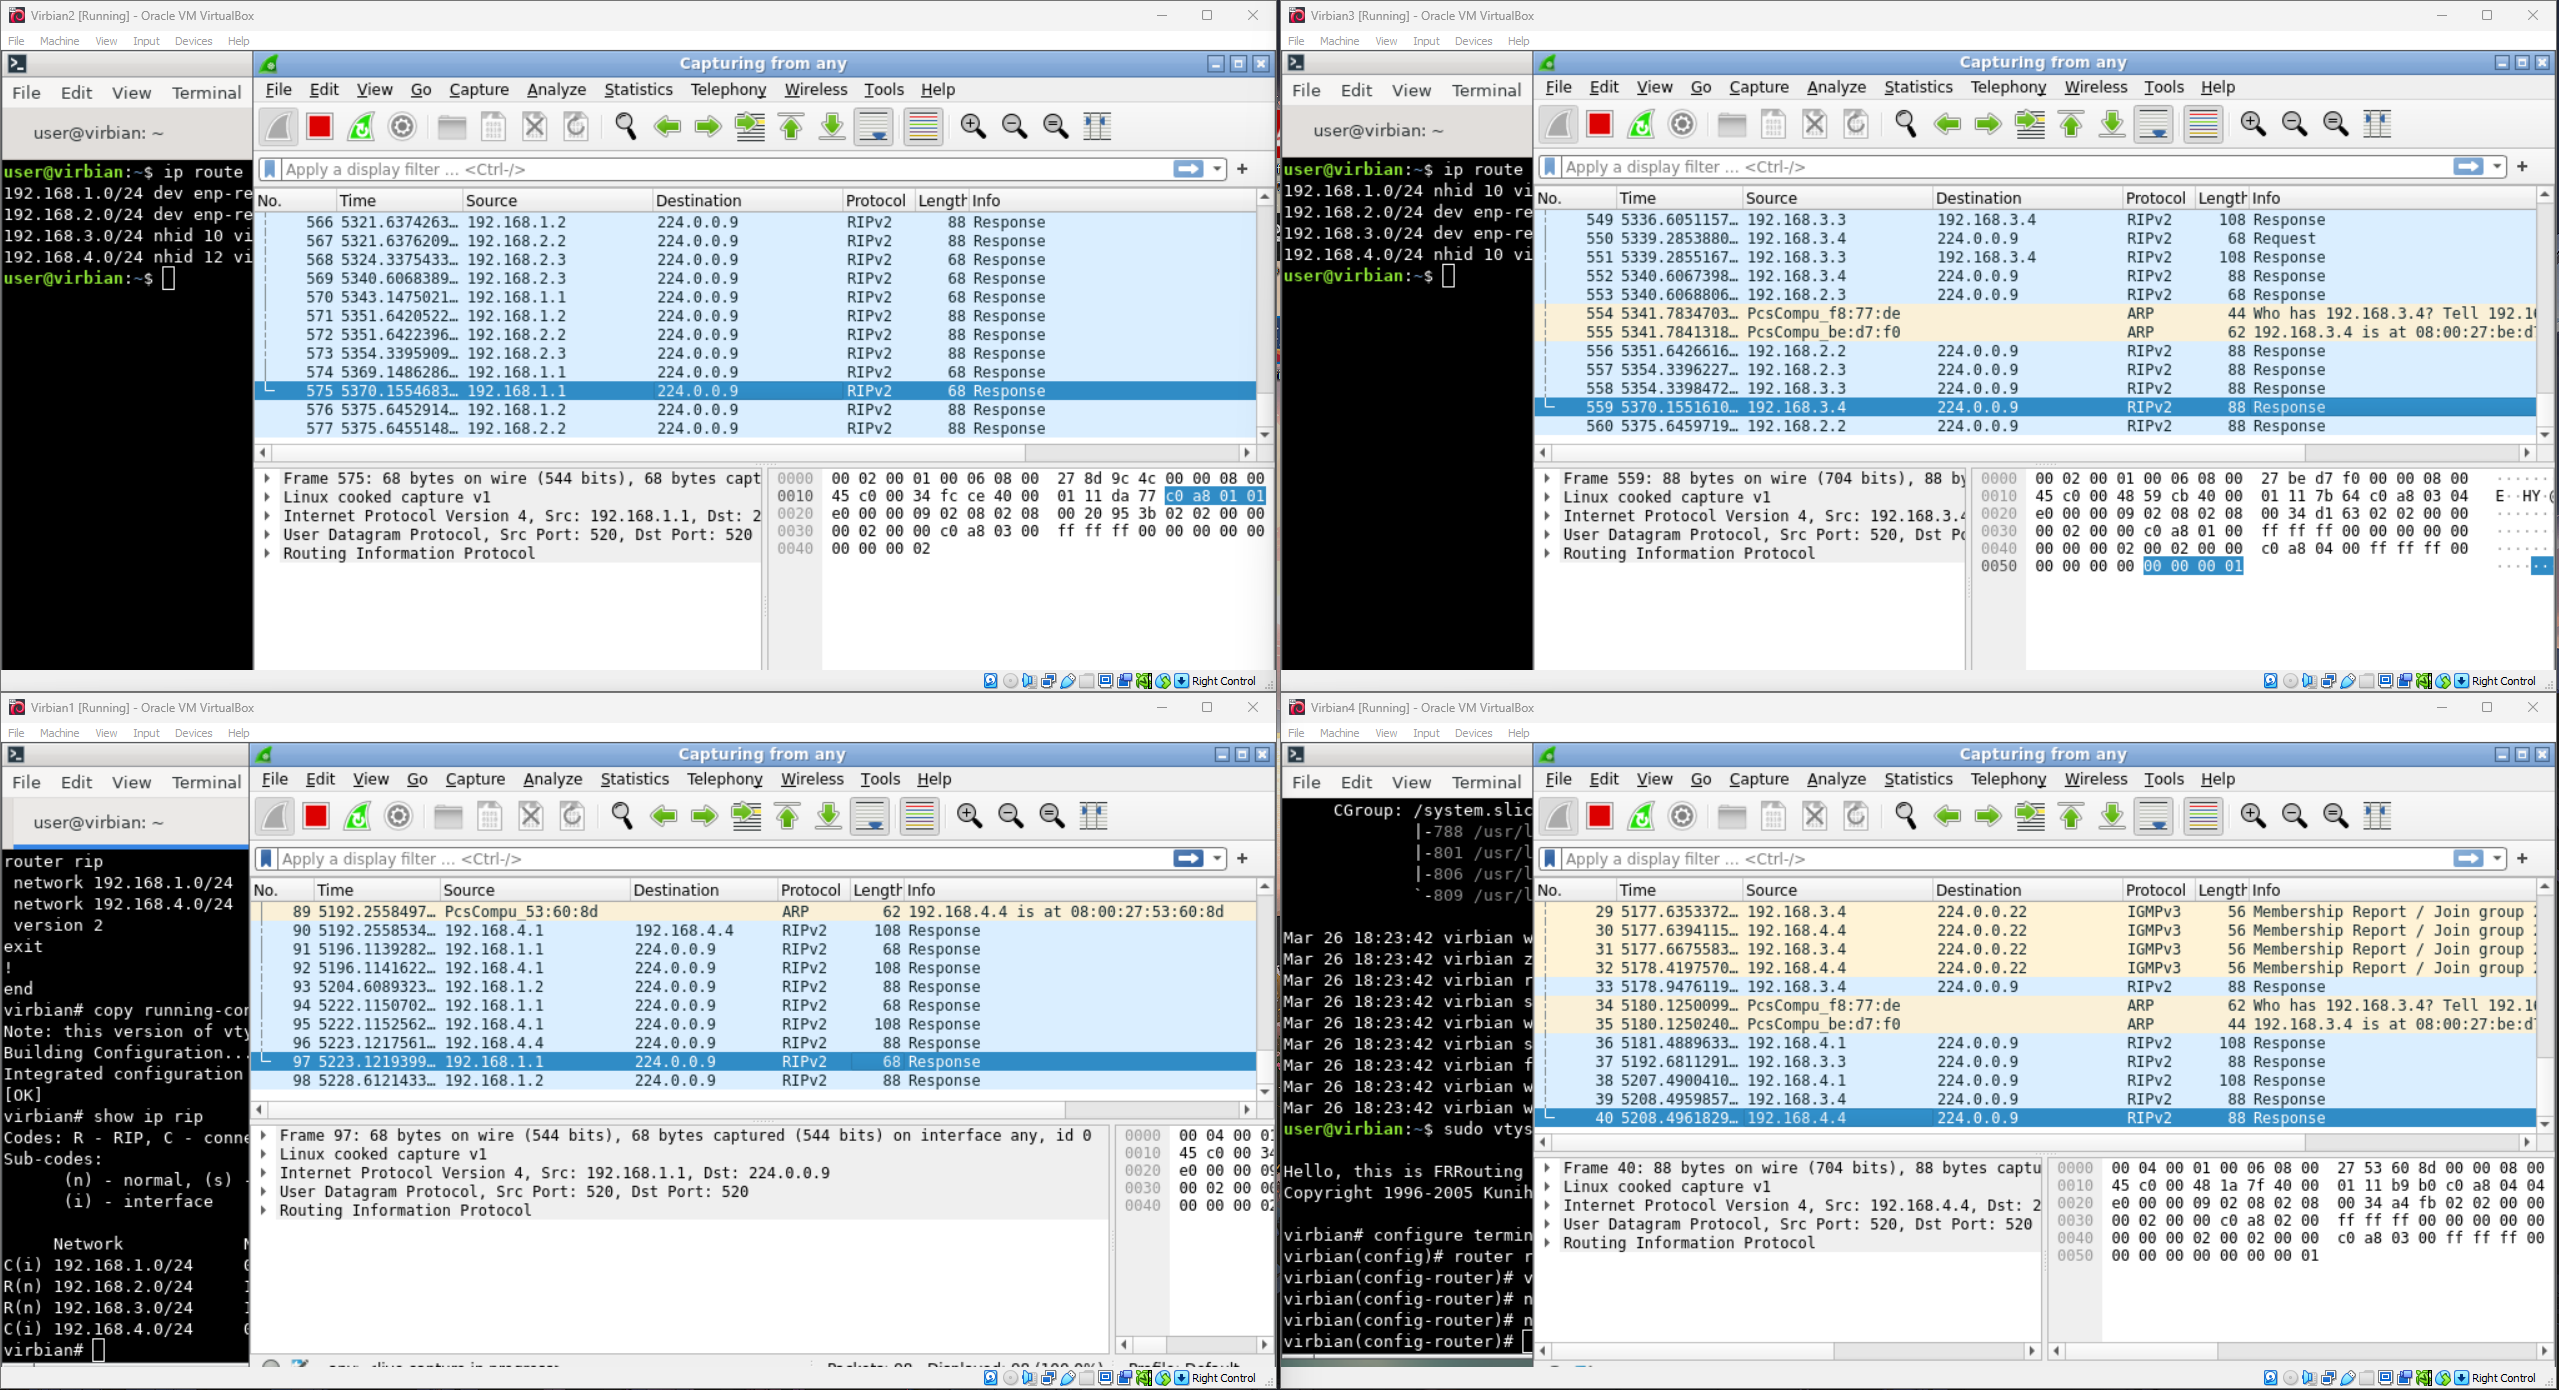 Virbian2 [Running] - Oracle VM VirtualBox
File Machine View Input Devices Help
Capturing from any
File Edit View Terminal
File Edit View Go Capture Analyze Statistics Telephony Wireless Tools Help
user@virbian: ~
Apply a display filter ... <Ctrl-/>
user@virbian:~$ ip route
192.168.1.0/24 dev enp-re
192.168.2.0/24 dev enp-re
192.168.3.0/24 nhid 10 vi
192.168.4.0/24 nhid 12 vi
user@virbian:~$
No. Time Source Destination Protocol Length Info
566 5321.6374263… 192.168.1.2 224.0.0.9 RIPv2 88 Response
567 5321.6376209… 192.168.2.2 224.0.0.9 RIPv2 88 Response
568 5324.3375433… 192.168.2.3 224.0.0.9 RIPv2 88 Response
569 5340.6068389… 192.168.2.3 224.0.0.9 RIPv2 68 Response
570 5343.1475021… 192.168.1.1 224.0.0.9 RIPv2 68 Response
571 5351.6420522… 192.168.1.2 224.0.0.9 RIPv2 88 Response
572 5351.6422396… 192.168.2.2 224.0.0.9 RIPv2 88 Response
573 5354.3395909… 192.168.2.3 224.0.0.9 RIPv2 88 Response
574 5369.1486286… 192.168.1.1 224.0.0.9 RIPv2 88 Response
575 5370.1554683… 192.168.1.1 224.0.0.9 RIPv2 68 Response
576 5375.6452914… 192.168.1.2 224.0.0.9 RIPv2 88 Response
577 5375.6455148… 192.168.2.2 224.0.0.9 RIPv2 88 Response
Frame 575: 68 bytes on wire (544 bits), 68 bytes capt
Linux cooked capture v1
Internet Protocol Version 4, Src: 192.168.1.1, Dst: 2
User Datagram Protocol, Src Port: 520, Dst Port: 520
Routing Information Protocol
0000 00 02 00 01 00 06 08 00 27 8d 9c 4c 00 00 08 00
0010 45 c0 00 34 fc ce 40 00 01 11 da 77 c0 a8 01 01
0020 e0 00 00 09 02 08 02 08 00 20 95 3b 02 02 00 00
0030 00 02 00 00 c0 a8 03 00 ff ff ff 00 00 00 00 00
0040 00 00 00 02
Right Control
Virbian3 [Running] - Oracle VM VirtualBox
File Machine View Input Devices Help
Capturing from any
File Edit View Terminal
File Edit View Go Capture Analyze Statistics Telephony Wireless Tools Help
user@virbian: ~
Apply a display filter ... <Ctrl-/>
user@virbian:~$ ip route
192.168.1.0/24 nhid 10 vi
192.168.2.0/24 dev enp-re
192.168.3.0/24 dev enp-re
192.168.4.0/24 nhid 10 vi
user@virbian:~$
No. Time Source Destination Protocol Length Info
549 5336.6051157… 192.168.3.3 192.168.3.4 RIPv2 108 Response
550 5339.2853880… 192.168.3.4 224.0.0.9 RIPv2 68 Request
551 5339.2855167… 192.168.3.3 192.168.3.4 RIPv2 108 Response
552 5340.6067398… 192.168.3.4 224.0.0.9 RIPv2 88 Response
553 5340.6068806… 192.168.2.3 224.0.0.9 RIPv2 68 Response
554 5341.7834703… PcsCompu_f8:77:de ARP 44 Who has 192.168.3.4? Tell 192.1
555 5341.7841318… PcsCompu_be:d7:f0 ARP 62 192.168.3.4 is at 08:00:27:be:d
556 5351.6426616… 192.168.2.2 224.0.0.9 RIPv2 88 Response
557 5354.3396227… 192.168.2.3 224.0.0.9 RIPv2 88 Response
558 5354.3398472… 192.168.3.3 224.0.0.9 RIPv2 88 Response
559 5370.1551610… 192.168.3.4 224.0.0.9 RIPv2 88 Response
560 5375.6459719… 192.168.2.2 224.0.0.9 RIPv2 88 Response
Frame 559: 88 bytes on wire (704 bits), 88 by
Linux cooked capture v1
Internet Protocol Version 4, Src: 192.168.3.4
User Datagram Protocol, Src Port: 520, Dst Po
Routing Information Protocol
0000 00 02 00 01 00 06 08 00 27 be d7 f0 00 00 08 00 ······
0010 45 c0 00 48 59 cb 40 00 01 11 7b 64 c0 a8 03 04 E··HY·@
0020 e0 00 00 09 02 08 02 08 00 34 d1 63 02 02 00 00 ······
0030 00 02 00 00 c0 a8 01 00 ff ff ff 00 00 00 00 00 ······
0040 00 00 00 02 00 02 00 00 c0 a8 04 00 ff ff ff 00 ······
0050 00 00 00 00 00 00 00 01 ······
Right Control
Virbian1 [Running] - Oracle VM VirtualBox
File Machine View Input Devices Help
Capturing from any
File Edit View Terminal
File Edit View Go Capture Analyze Statistics Telephony Wireless Tools Help
user@virbian: ~
Apply a display filter ... <Ctrl-/>
router rip
network 192.168.1.0/24
network 192.168.4.0/24
version 2
exit
!
end
virbian# copy running-con
Note: this version of vty
Building Configuration...
Integrated configuration
[OK]
virbian# show ip rip
Codes: R - RIP, C - conne
Sub-codes:
(n) - normal, (s) -
(i) - interface
Network
C(i) 192.168.1.0/24
R(n) 192.168.2.0/24
R(n) 192.168.3.0/24
C(i) 192.168.4.0/24
virbian#
No. Time Source Destination Protocol Length Info
89 5192.2558497… PcsCompu_53:60:8d ARP 62 192.168.4.4 is at 08:00:27:53:60:8d
90 5192.2558534… 192.168.4.1 192.168.4.4 RIPv2 108 Response
91 5196.1139282… 192.168.1.1 224.0.0.9 RIPv2 68 Response
92 5196.1141622… 192.168.4.1 224.0.0.9 RIPv2 108 Response
93 5204.6089323… 192.168.1.2 224.0.0.9 RIPv2 88 Response
94 5222.1150702… 192.168.1.1 224.0.0.9 RIPv2 68 Response
95 5222.1152562… 192.168.4.1 224.0.0.9 RIPv2 108 Response
96 5223.1217561… 192.168.4.4 224.0.0.9 RIPv2 88 Response
97 5223.1219399… 192.168.1.1 224.0.0.9 RIPv2 68 Response
98 5228.6121433… 192.168.1.2 224.0.0.9 RIPv2 88 Response
Frame 97: 68 bytes on wire (544 bits), 68 bytes captured (544 bits) on interface any, id 0
Linux cooked capture v1
Internet Protocol Version 4, Src: 192.168.1.1, Dst: 224.0.0.9
User Datagram Protocol, Src Port: 520, Dst Port: 520
Routing Information Protocol
0000 00 04 00 01
0010 45 c0 00 34
0020 e0 00 00 09
0030 00 02 00 00
0040 00 00 00 02
Right Control
Virbian4 [Running] - Oracle VM VirtualBox
File Machine View Input Devices Help
Capturing from any
File Edit View Terminal
File Edit View Go Capture Analyze Statistics Telephony Wireless Tools Help
Apply a display filter ... <Ctrl-/>
CGroup: /system.slic
|-788 /usr/l
|-801 /usr/l
|-806 /usr/l
`-809 /usr/l
Mar 26 18:23:42 virbian w
Mar 26 18:23:42 virbian z
Mar 26 18:23:42 virbian r
Mar 26 18:23:42 virbian s
Mar 26 18:23:42 virbian w
Mar 26 18:23:42 virbian s
Mar 26 18:23:42 virbian f
Mar 26 18:23:42 virbian w
Mar 26 18:23:42 virbian w
user@virbian:~$ sudo vtys
Hello, this is FRRouting
Copyright 1996-2005 Kunih
virbian# configure termin
virbian(config)# router r
virbian(config-router)# v
virbian(config-router)# n
virbian(config-router)# n
virbian(config-router)#
No. Time Source Destination Protocol Length Info
29 5177.6353372… 192.168.3.4 224.0.0.22 IGMPv3 56 Membership Report / Join group 2
30 5177.6394115… 192.168.4.4 224.0.0.22 IGMPv3 56 Membership Report / Join group 2
31 5177.6675583… 192.168.3.4 224.0.0.22 IGMPv3 56 Membership Report / Join group 2
32 5178.4197570… 192.168.4.4 224.0.0.22 IGMPv3 56 Membership Report / Join group 2
33 5178.9476119… 192.168.3.4 224.0.0.9 RIPv2 88 Response
34 5180.1250099… PcsCompu_f8:77:de ARP 62 Who has 192.168.3.4? Tell 192.1
35 5180.1250240… PcsCompu_be:d7:f0 ARP 44 192.168.3.4 is at 08:00:27:be:d
36 5181.4889633… 192.168.4.1 224.0.0.9 RIPv2 108 Response
37 5192.6811291… 192.168.3.3 224.0.0.9 RIPv2 88 Response
38 5207.4900410… 192.168.4.1 224.0.0.9 RIPv2 108 Response
39 5208.4959857… 192.168.3.4 224.0.0.9 RIPv2 88 Response
40 5208.4961829… 192.168.4.4 224.0.0.9 RIPv2 88 Response
Frame 40: 88 bytes on wire (704 bits), 88 bytes captu
Linux cooked capture v1
Internet Protocol Version 4, Src: 192.168.4.4, Dst: 2
User Datagram Protocol, Src Port: 520, Dst Port: 520
Routing Information Protocol
0000 00 04 00 01 00 06 08 00 27 53 60 8d 00 00 08 00
0010 45 c0 00 48 1a 7f 40 00 01 11 b9 b0 c0 a8 04 04
0020 e0 00 00 09 02 08 02 08 00 34 a4 fb 02 02 00 00
0030 00 02 00 00 c0 a8 02 00 ff ff ff 00 00 00 00 00
0040 00 00 00 02 00 02 00 00 c0 a8 03 00 ff ff ff 00
0050 00 00 00 00 00 00 00 01
Right Control